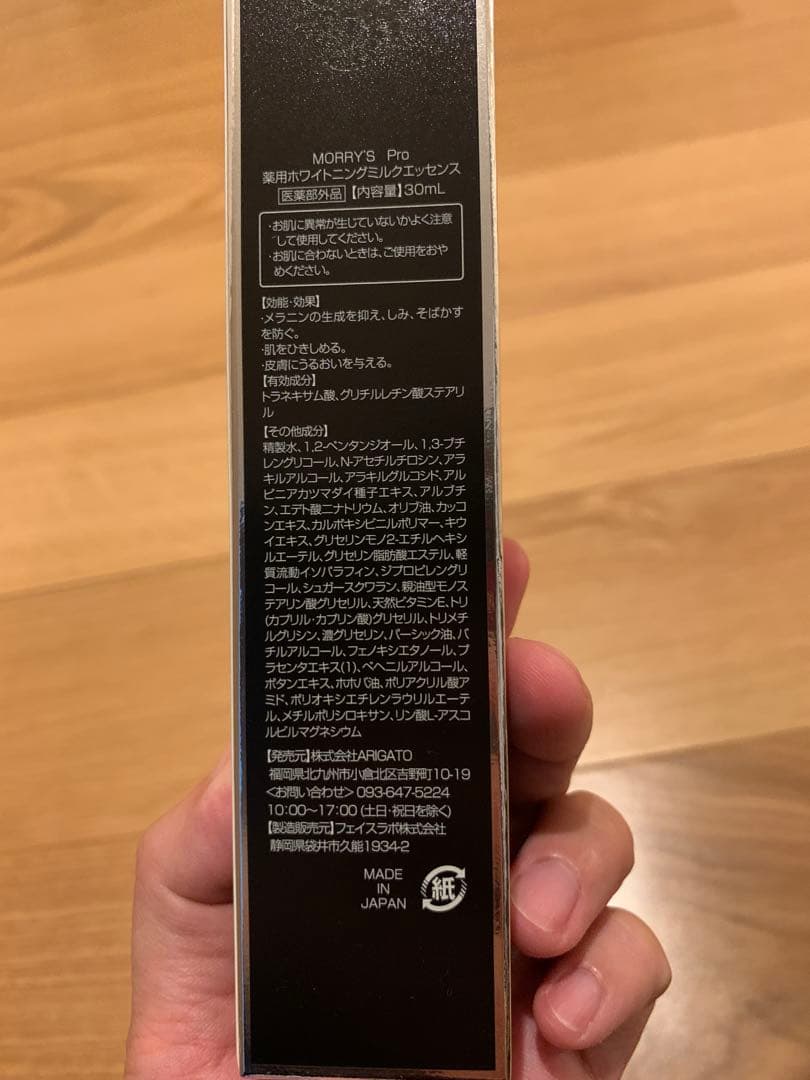 MORRY'S Pro
薬用ホワイトニングミルクエッセンス
医薬部外品 【内容量】30mL
・お肌に異常が生じていないかよく注意
して使用してください。
・お肌に合わないときは、ご使用をおや
めください。
【効能・効果】
・メラニンの生成を抑え、しみ、そばかす
を防ぐ。
・肌をひきしめる。
・皮膚にうるおいを与える。
【有効成分】
トラネキサム酸、グリチルレチン酸ステアリ
ル
【その他成分】
精製水、1,2-ペンタンジオール、1,3-ブチ
レングリコール、N-アセチルチロシン、アラ
キルアルコール、アラキルグルコシド、アル
ピニアカツマダイ種子エキス、アルブチ
ン、エデト酸二ナトリウム、オリブ油、カッコ
ンエキス、カルボキシビニルポリマー、キウ
イエキス、グリセリンモノ2-エチルヘキシ
ルエーテル、グリセリン脂肪酸エステル、軽
質流動イソパラフィン、ジプロピレングリ
コール、シュガースクワラン、親油型モノス
テアリン酸グリセリル、天然ビタミンE、トリ
(カプリル・カプリン酸)グリセリル、トリメチ
ルグリシン、濃グリセリン、パーシック油、バ
チルアルコール、フェノキシエタノール、プ
ラセンタエキス(1)、ベヘニルアルコール、
ボタンエキス、ホホバ油、ポリアクリル酸ア
ミド、ポリオキシエチレンラウリルエーテ
ル、メチルポリシロキサン、リン酸L-アスコ
ルビルマグネシウム
【発売元】株式会社ARIGATO
福岡県北九州市小倉北区吉野町10-19
<お問い合わせ> 093-647-5224
10:00〜17:00 (土日・祝日を除く)
【製造販売元】フェイスラボ株式会社
静岡県袋井市久能1934-2
MADE
IN
JAPAN
紙